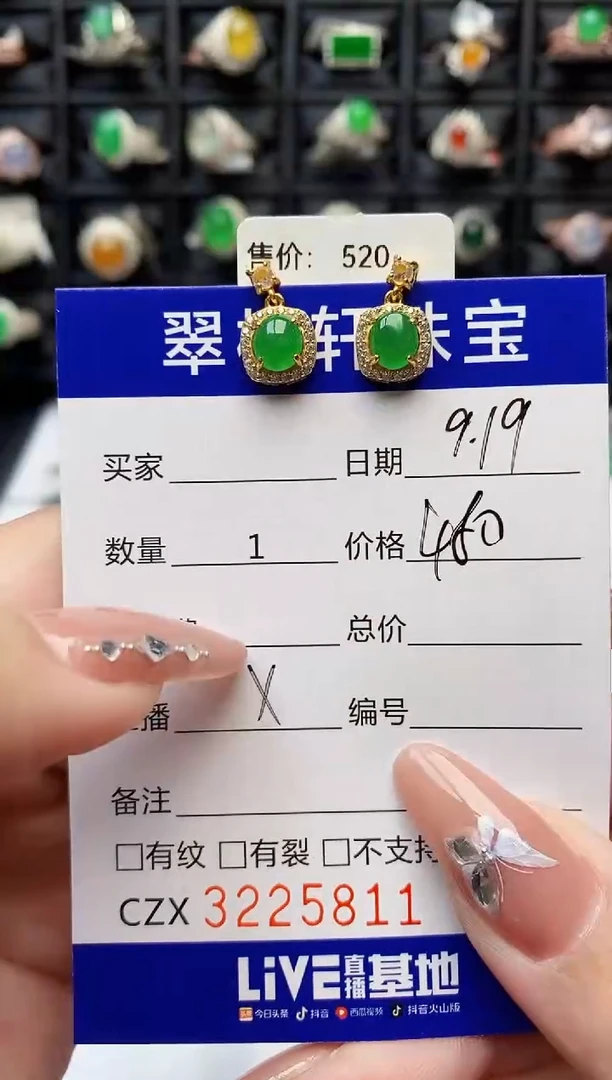 售价: 520
翠 轩珠宝
买家 日期 9.19
数量 1 价格 480
总价
播 X 编号
备注
□有纹 □有裂 □不支持
CZX 3225811
LiVE直播基地
今日头条 抖音 西瓜视频 抖音火山版